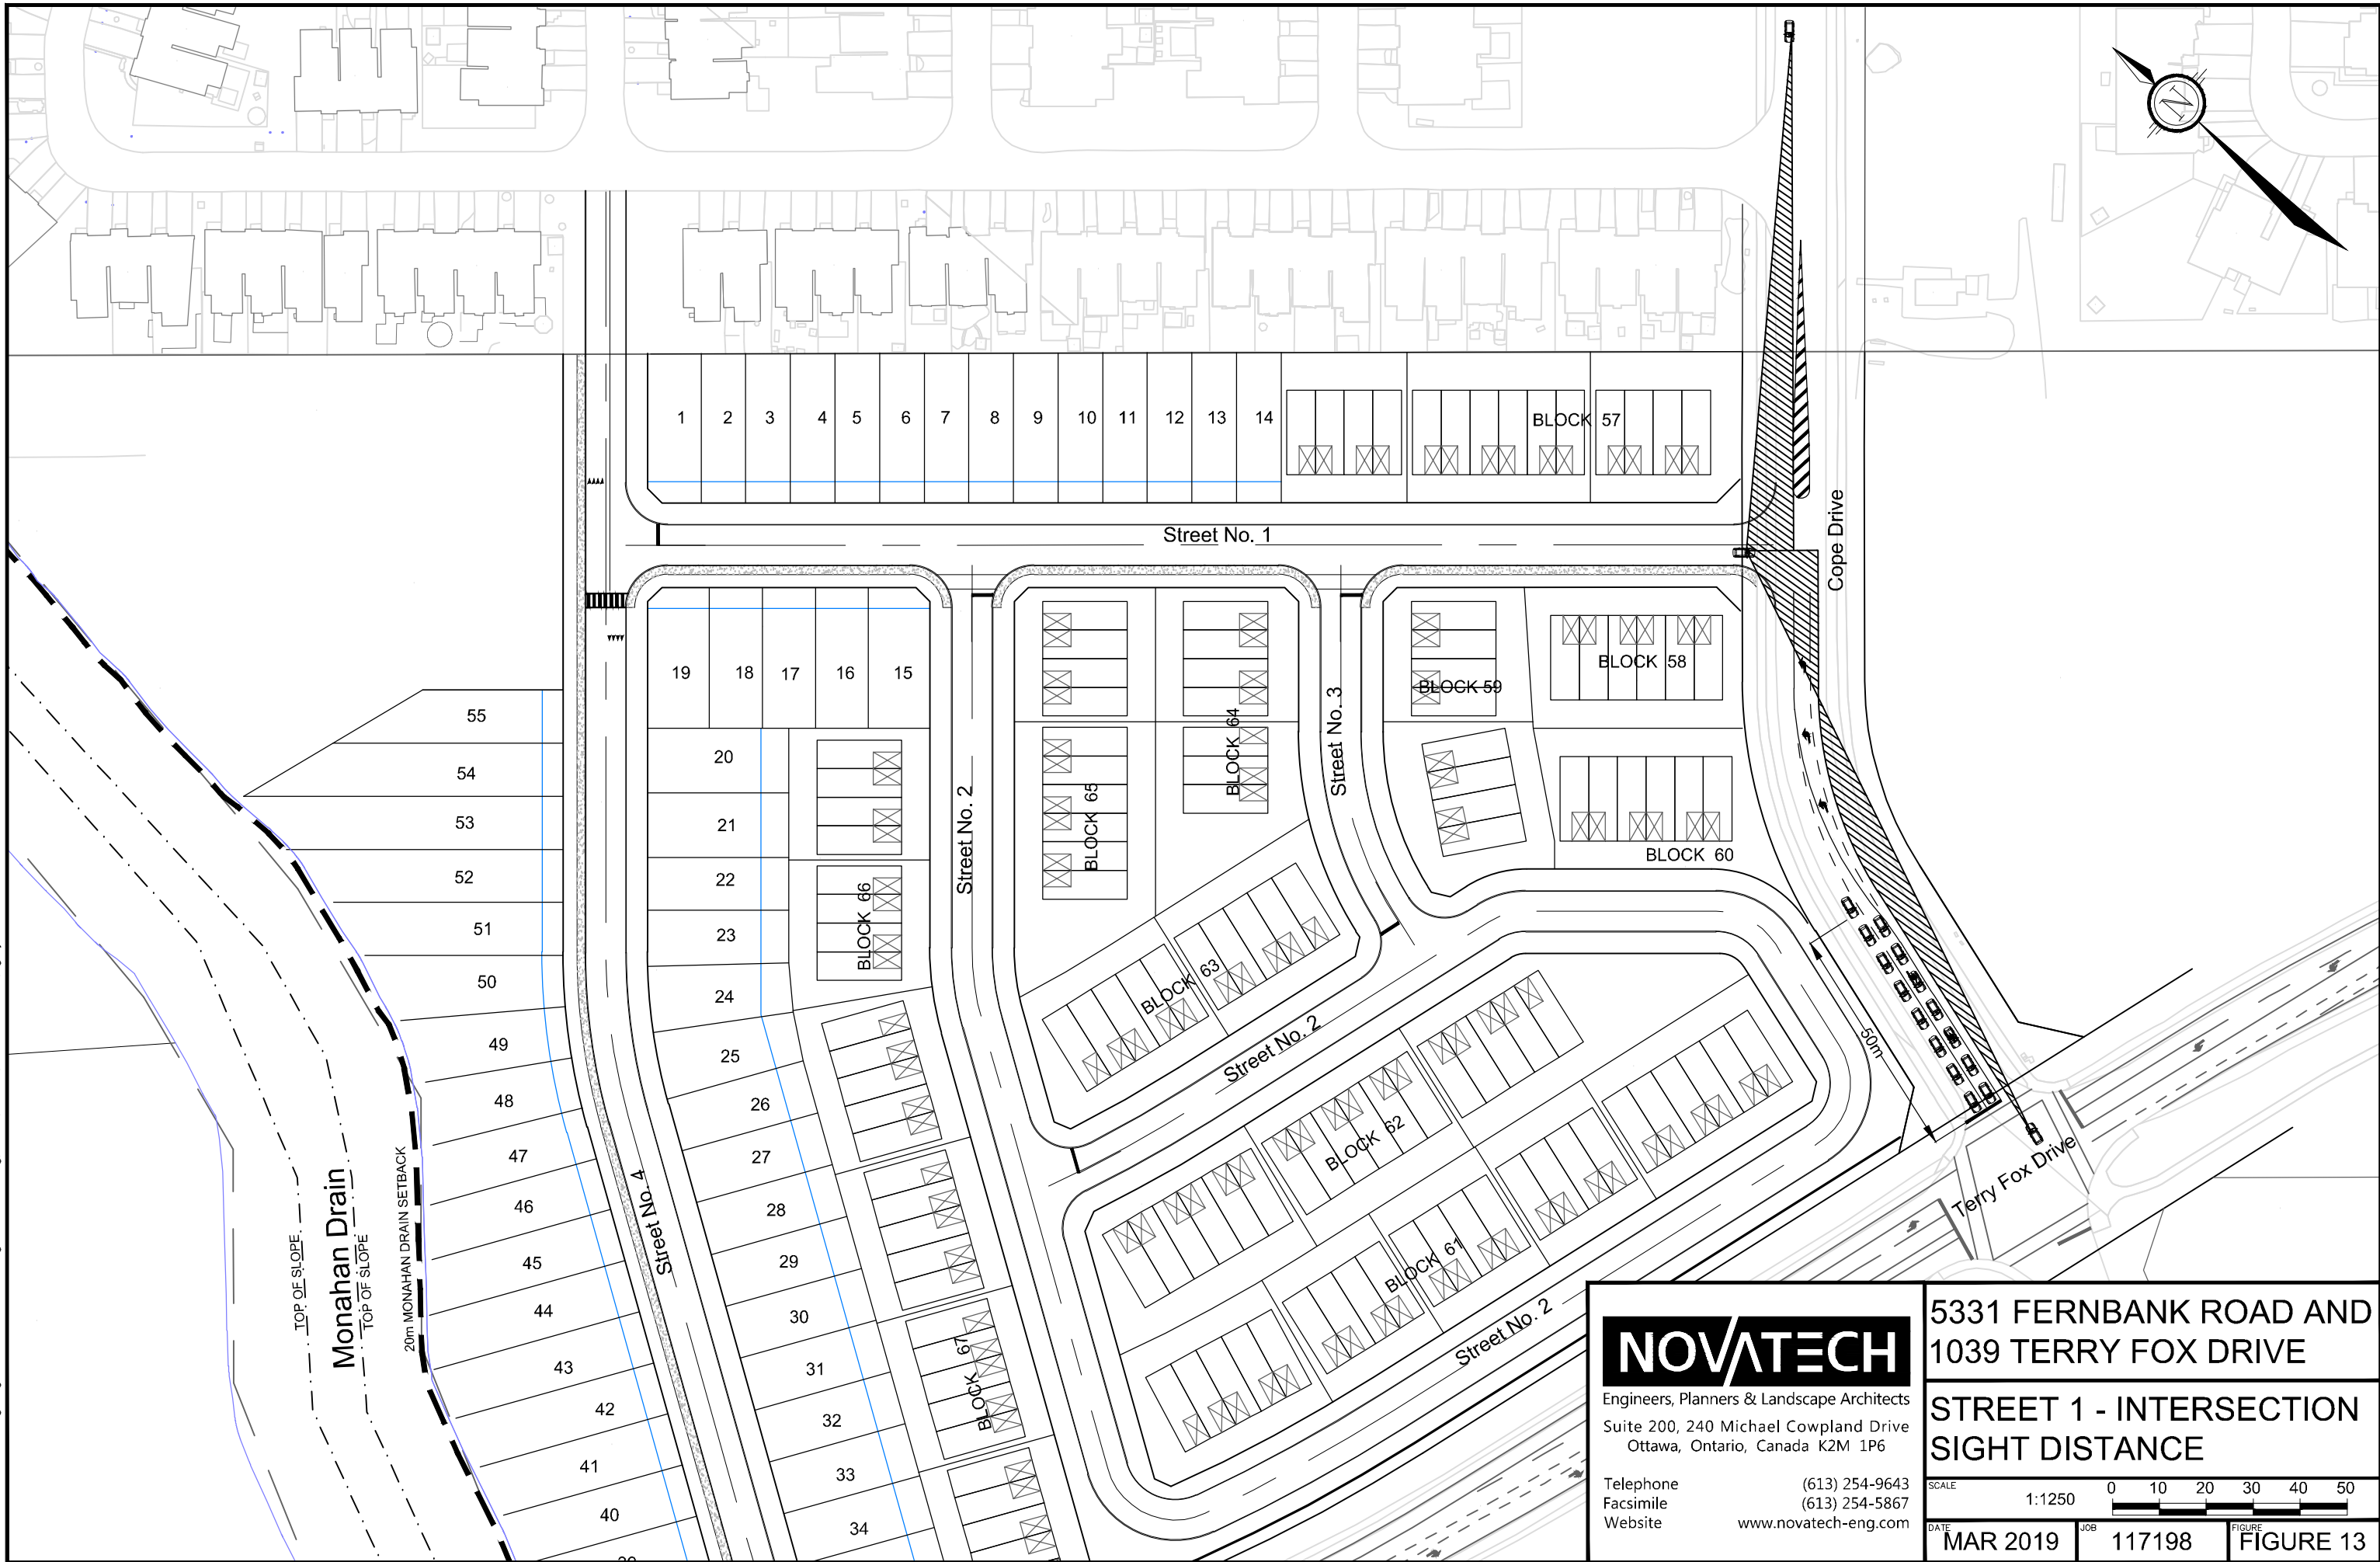 N
1 2 3 4 5 6 7 8 9 10 11 12 13 14
BLOCK 57
Street No. 1
Cope Drive
19 18 17 16 15
BLOCK 59
BLOCK 58
BLOCK 64
Street No. 3
55
54
53
52
51
50
49
48
47
46
45
44
43
42
41
40
20
21
22
23
24
25
26
27
28
29
30
31
32
33
34
BLOCK 66
Street No. 2
BLOCK 65
BLOCK 60
BLOCK 63
Street No. 2
50m
BLOCK 62
BLOCK 61
Street No. 2
BLOCK 67
Street No. 4
Terry Fox Drive
TOP OF SLOPE
Monahan Drain
TOP OF SLOPE
20m MONAHAN DRAIN SETBACK
NOVATECH
Engineers, Planners & Landscape Architects
Suite 200, 240 Michael Cowpland Drive
Ottawa, Ontario, Canada K2M 1P6
Telephone (613) 254-9643
Facsimile (613) 254-5867
Website www.novatech-eng.com
5331 FERNBANK ROAD AND
1039 TERRY FOX DRIVE
STREET 1 - INTERSECTION
SIGHT DISTANCE
SCALE
1:1250
0 10 20 30 40 50
DATE
MAR 2019
JOB
117198
FIGURE
FIGURE 13